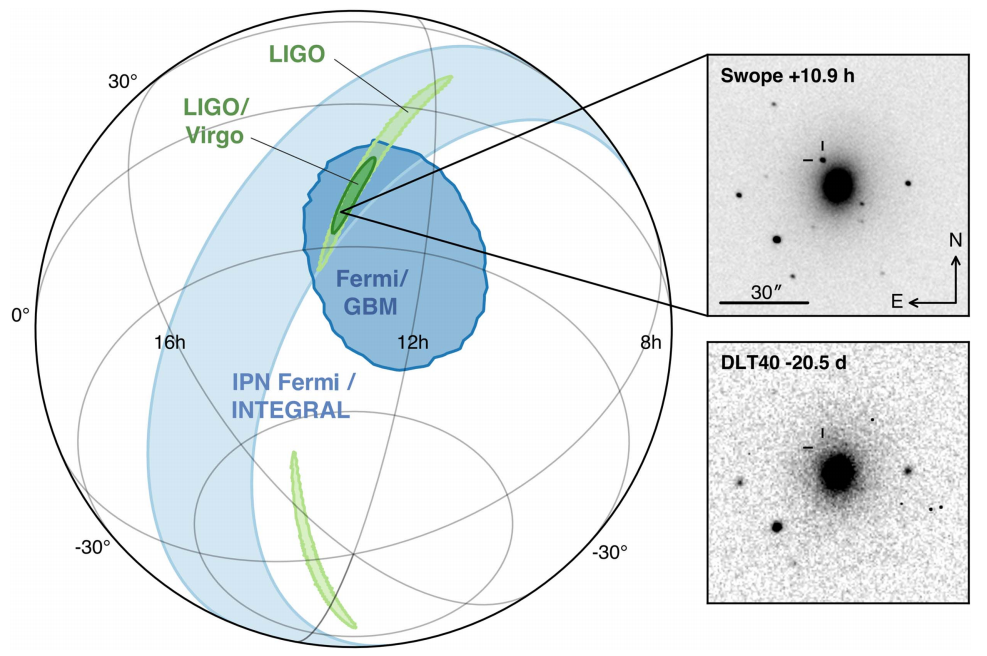 LIGO
30°
LIGO/
Virgo
Fermi/
GBM
0°
16h
12h
8h
IPN Fermi /
INTEGRAL
-30°
-30°
Swope +10.9 h
30″
N
E
DLT40 -20.5 d